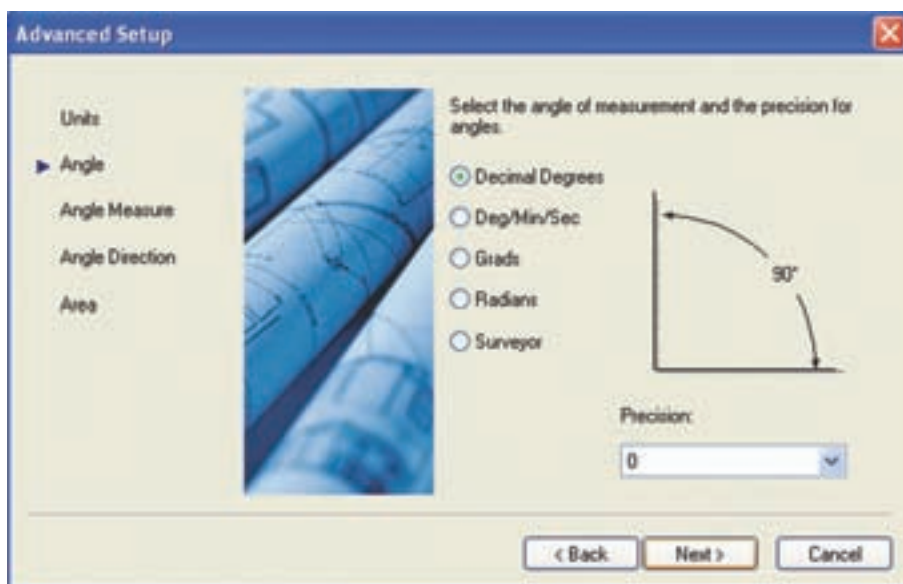 Advanced Setup
Units
Angle
Angle Measure
Angle Direction
Area
Select the angle of measurement and the precision for
angles.
Decimal Degrees
Deg/Min/Sec
Grads
Radians
Surveyor
90°
Precision:
0
< Back
Next >
Cancel